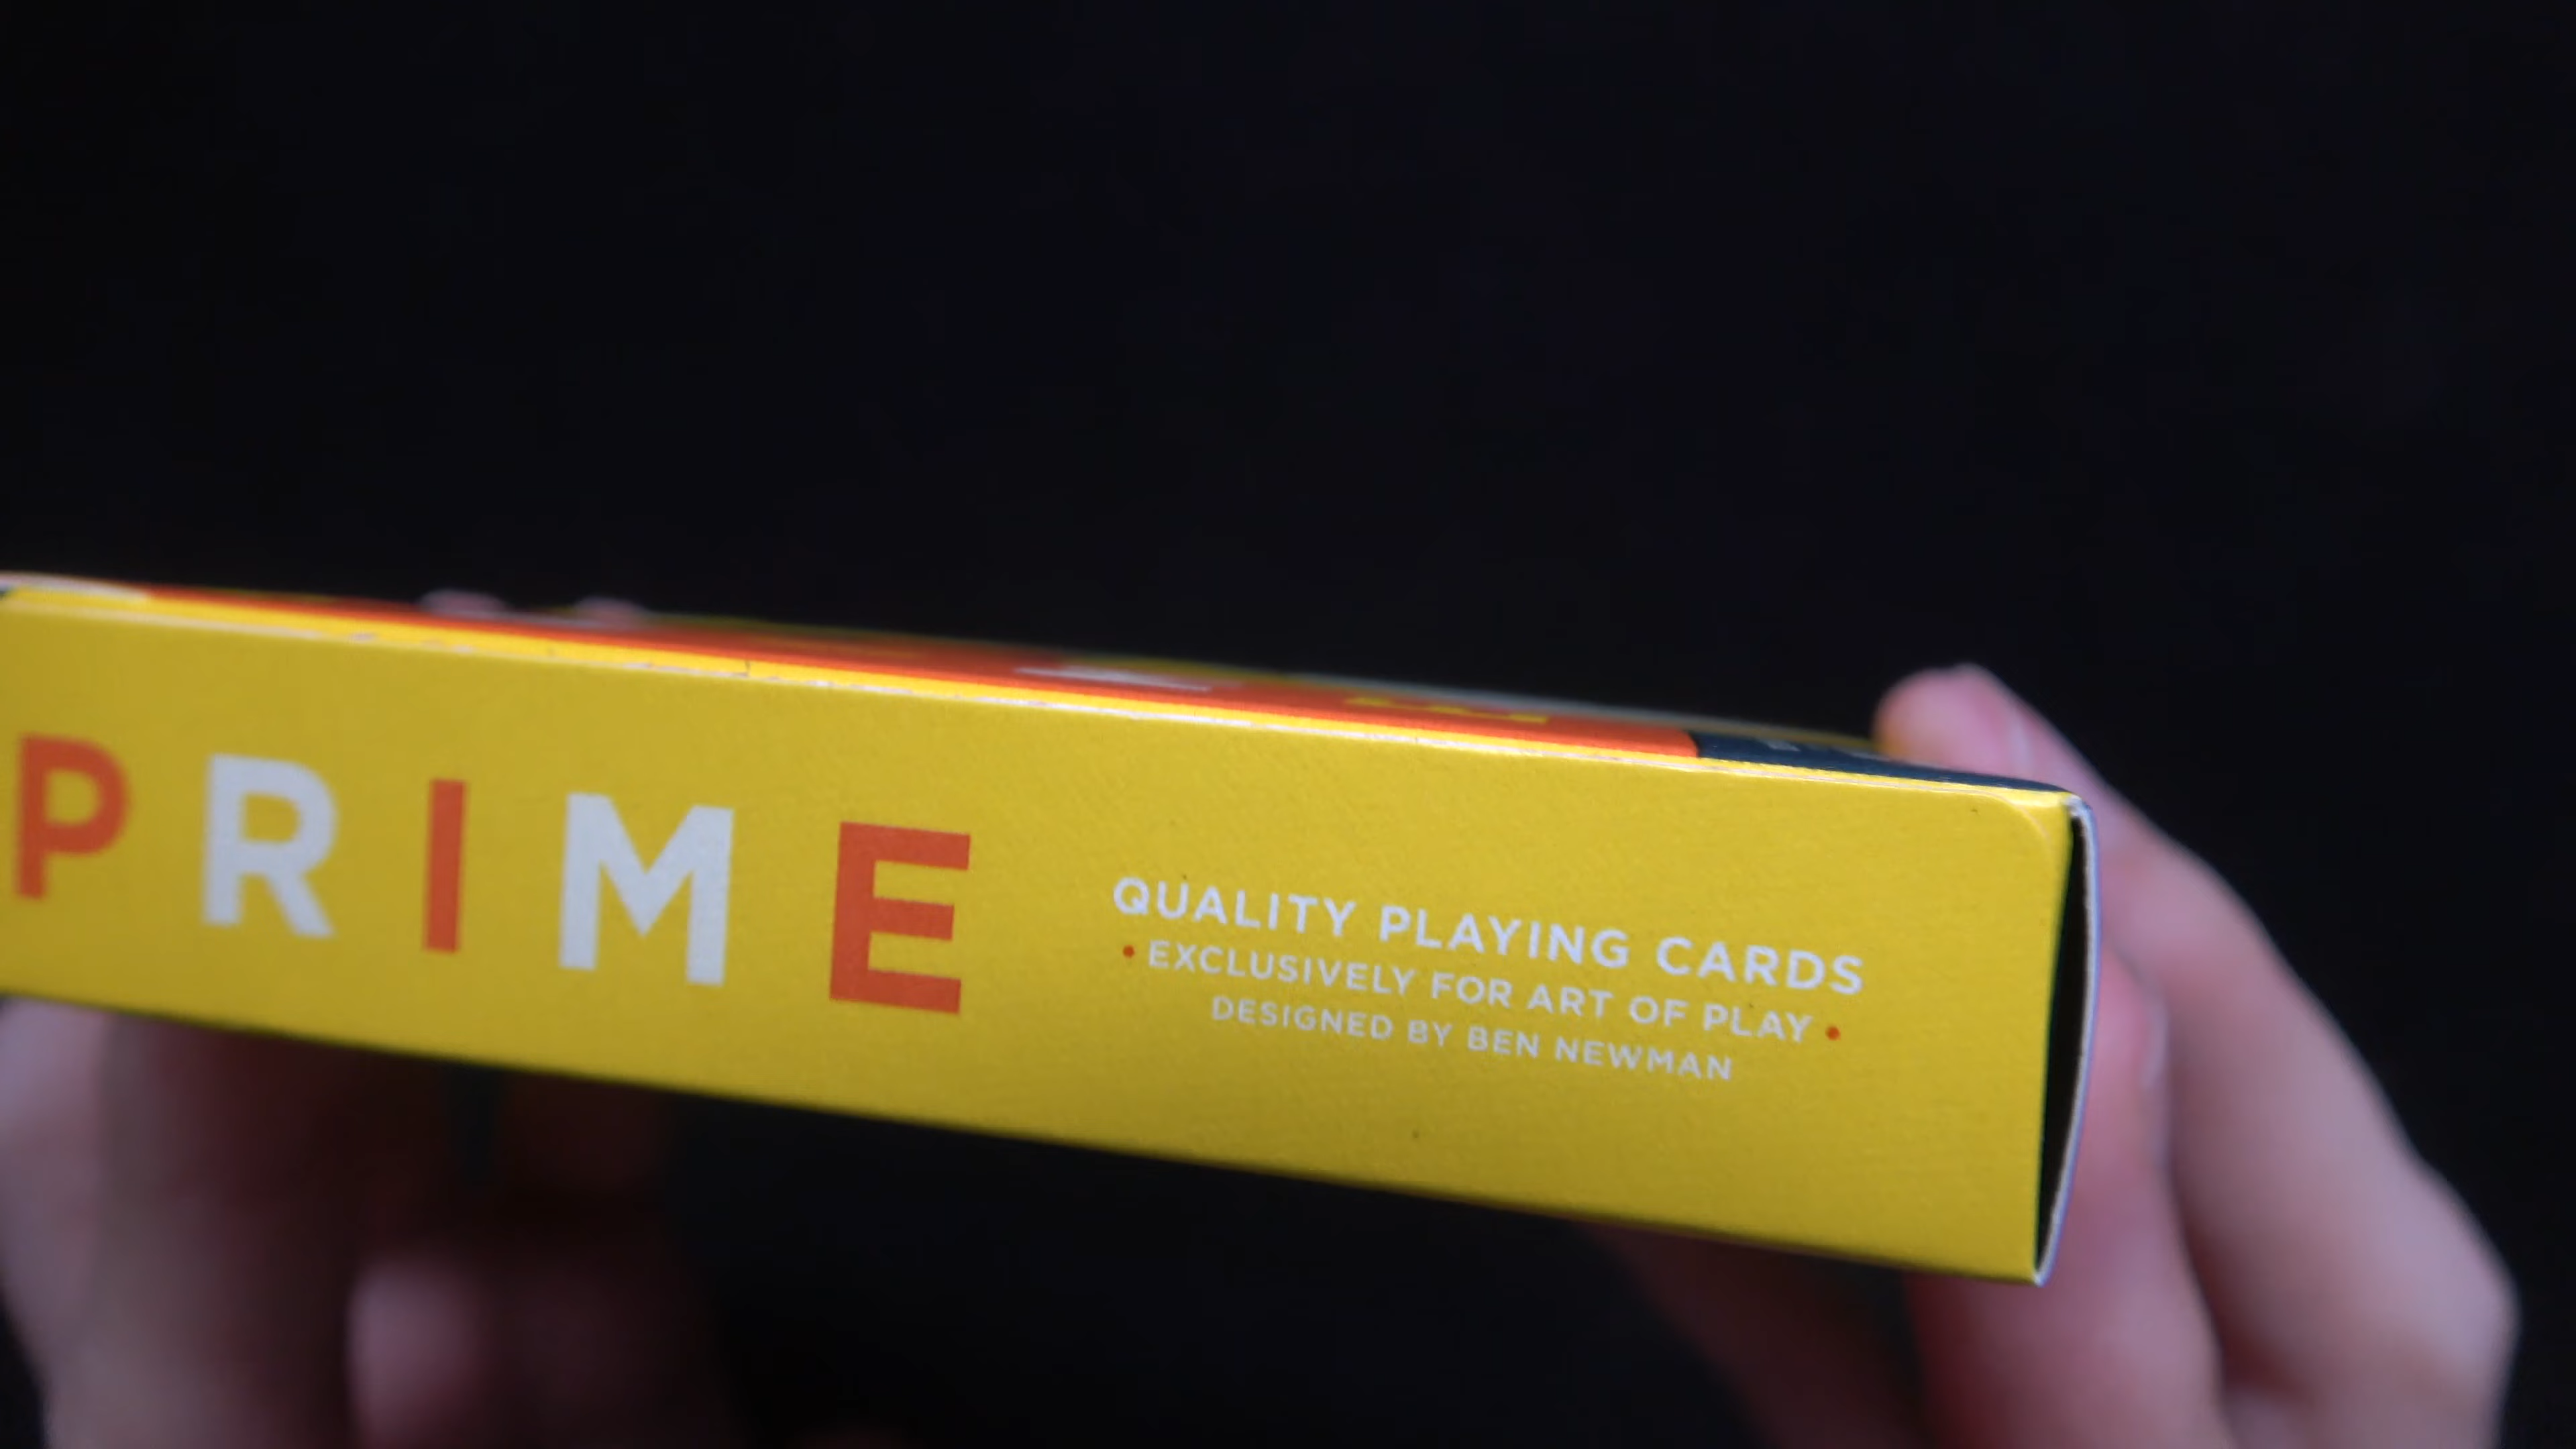 PRIME
QUALITY PLAYING CARDS
• EXCLUSIVELY FOR ART OF PLAY •
DESIGNED BY BEN NEWMAN